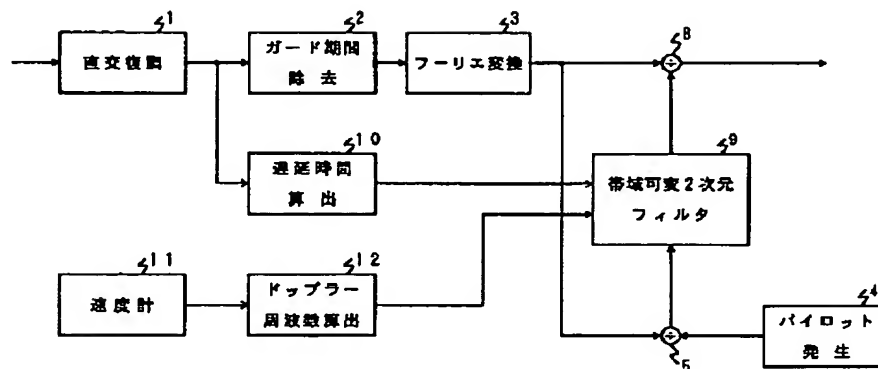 1
直交復調
2
ガード期間
除去
3
フーリエ変換
8
÷
10
遅延時間
算出
9
帯域可変2次元
フィルタ
11
速度計
12
ドップラー
周波数算出
4
パイロット
発生
÷
5